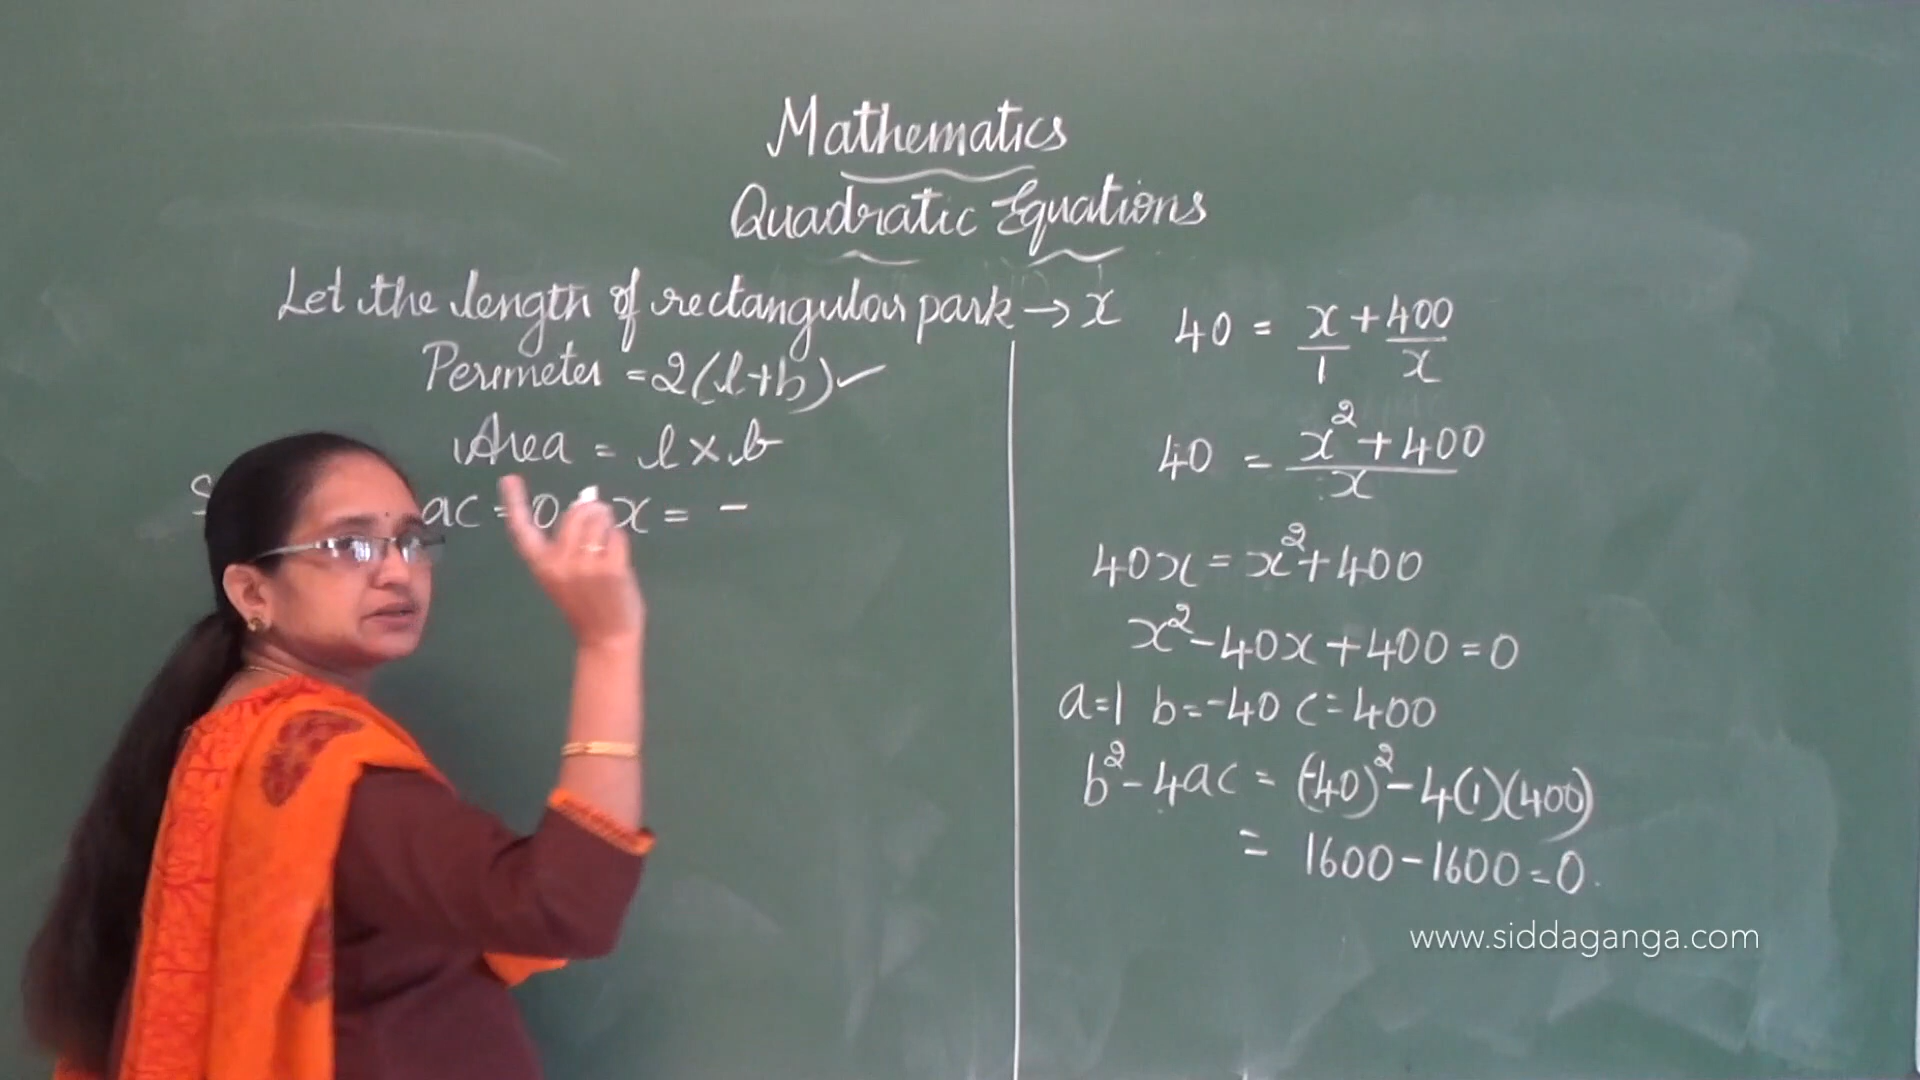 Mathematics
Quadratic Equations
Let the length of rectangular park → x
Perimeter = 2(l+b) ✓
Area = l × b
S
ac = 0 x = -
40 = x/1 + 400/x
40 = (x² + 400)/x
40x = x² + 400
x² - 40x + 400 = 0
a=1 b=-40 c=400
b² - 4ac = (-40)² - 4(1)(400)
= 1600 - 1600 = 0.
www.siddaganga.com